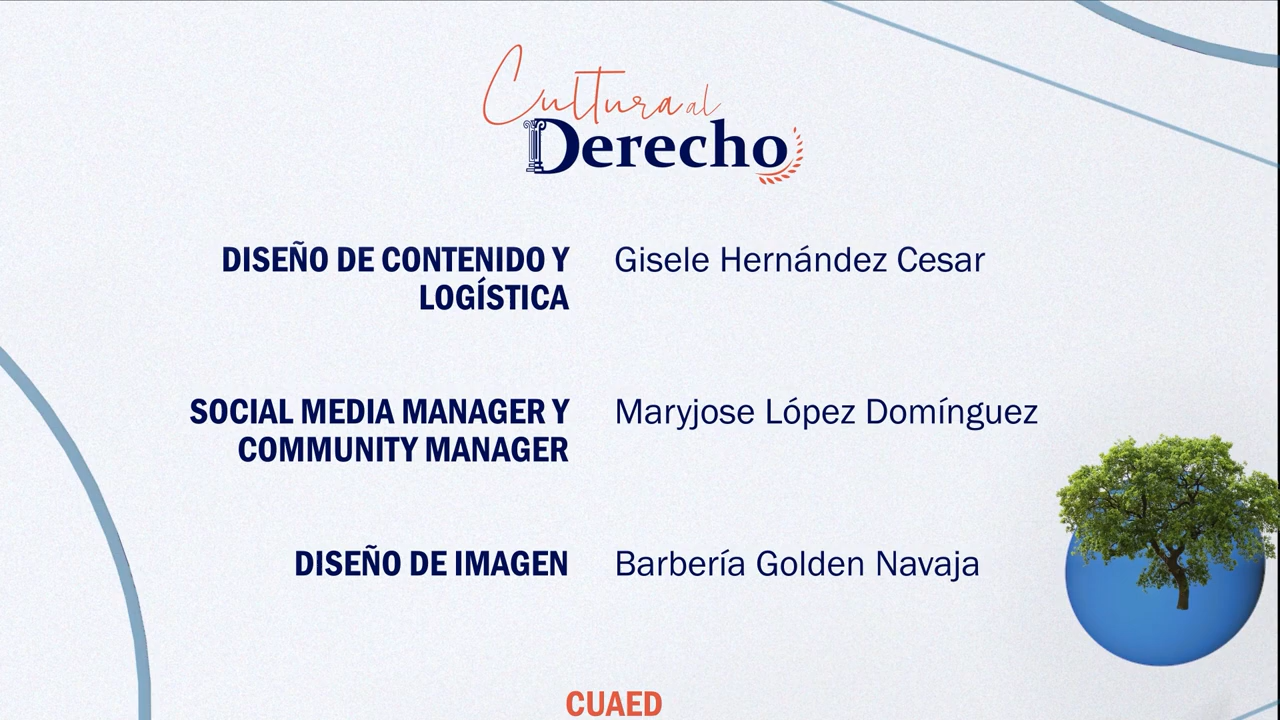 Cultura al
Derecho
DISEÑO DE CONTENIDO Y
LOGÍSTICA
Gisele Hernández Cesar
SOCIAL MEDIA MANAGER Y
COMMUNITY MANAGER
Maryjose López Domínguez
DISEÑO DE IMAGEN
Barbería Golden Navaja
CUAED